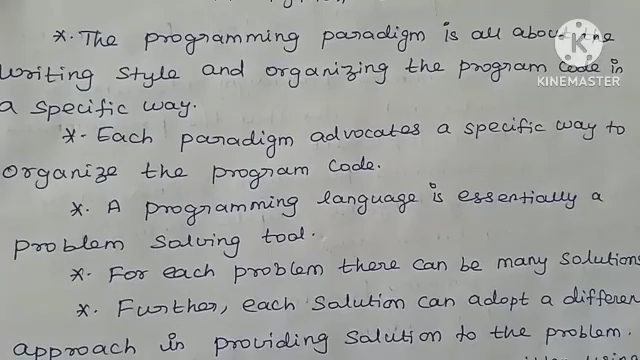 *. The programming paradigm is all about the
writing style and organizing the program code in
a specific way.
*. Each paradigm advocates a specific way to
organize the program code.
*. A programming language is essentially a
problem solving tool.
*. For each problem there can be many solutions
*. Further, each solution can adopt a differen
approach in providing solution to the problem.
KINEMASTER